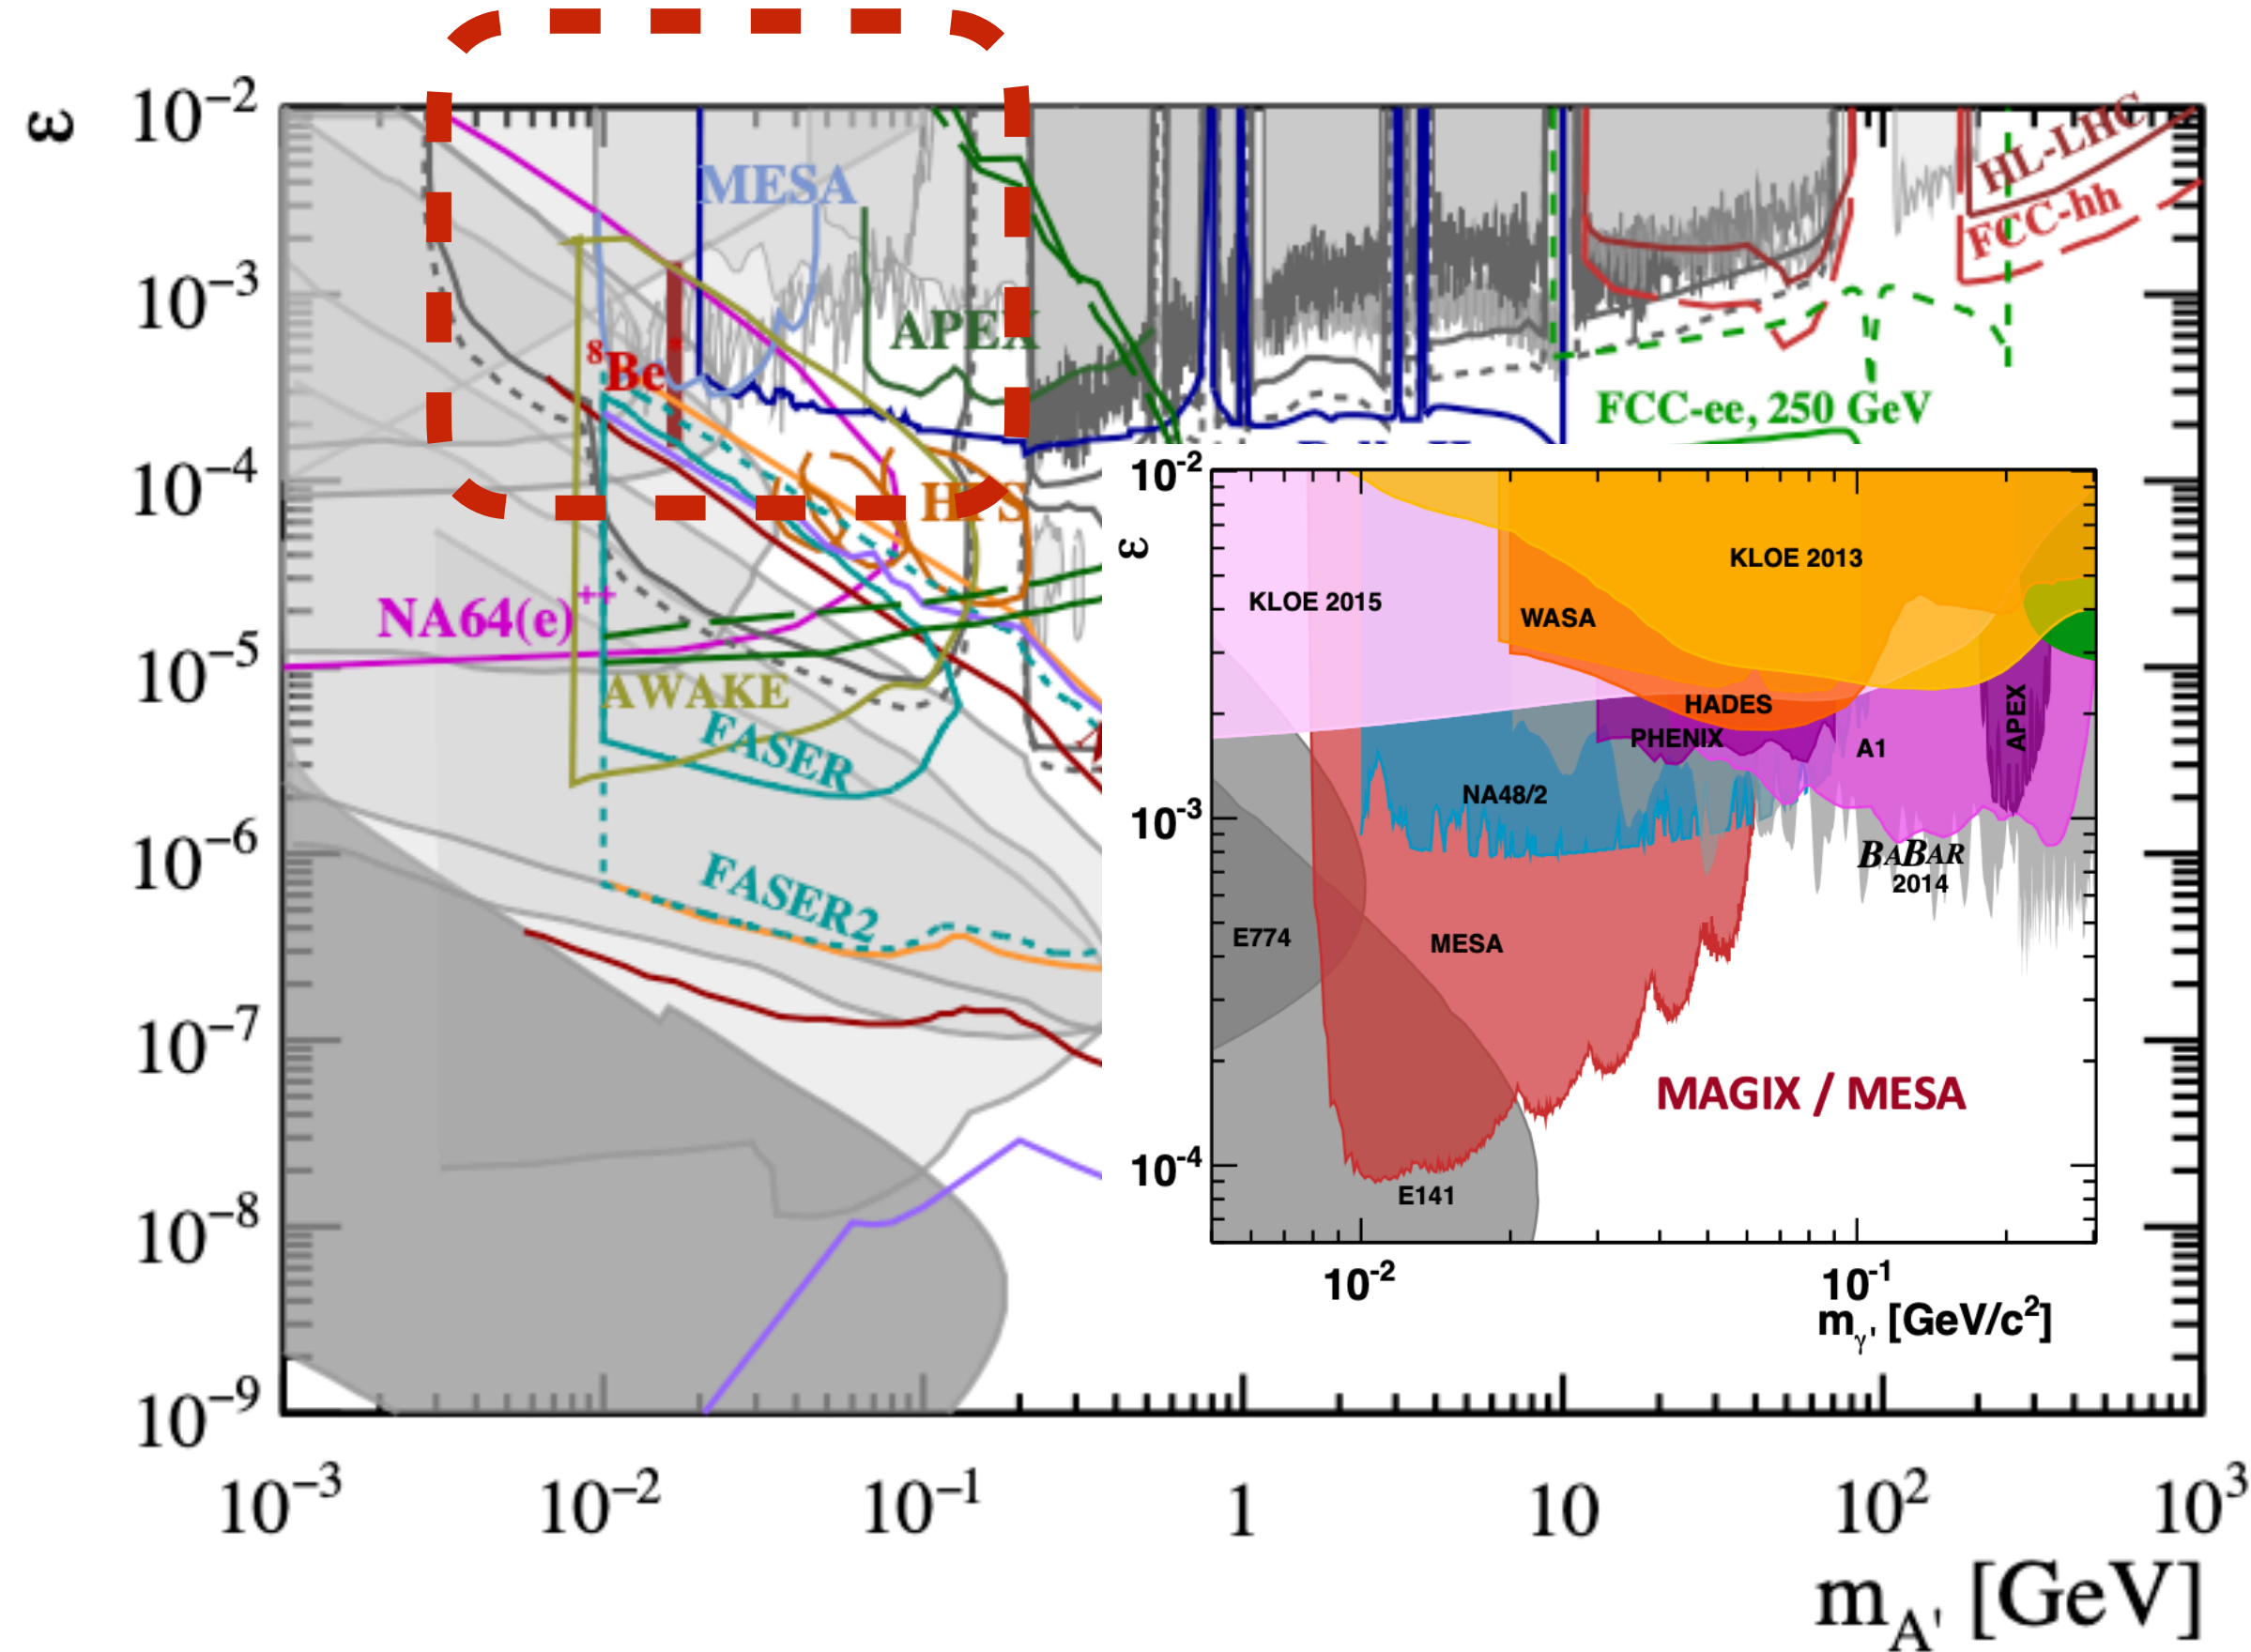 ε
10⁻²
10⁻³
10⁻⁴
10⁻⁵
10⁻⁶
10⁻⁷
10⁻⁸
10⁻⁹
MESA
APEX
⁸Be*
HPS
NA64(e)⁺⁺
AWAKE
FASER
FASER2
HL-LHC
FCC-hh
FCC-ee, 250 GeV
10⁻³ 10⁻² 10⁻¹ 1 10 10² 10³
m_A' [GeV]
ε
10⁻²
10⁻³
10⁻⁴
KLOE 2013
KLOE 2015
WASA
HADES
PHENIX
A1
APEX
NA48/2
BABAR
2014
E774
MESA
MAGIX / MESA
E141
10⁻² 10⁻¹
m_γ' [GeV/c²]